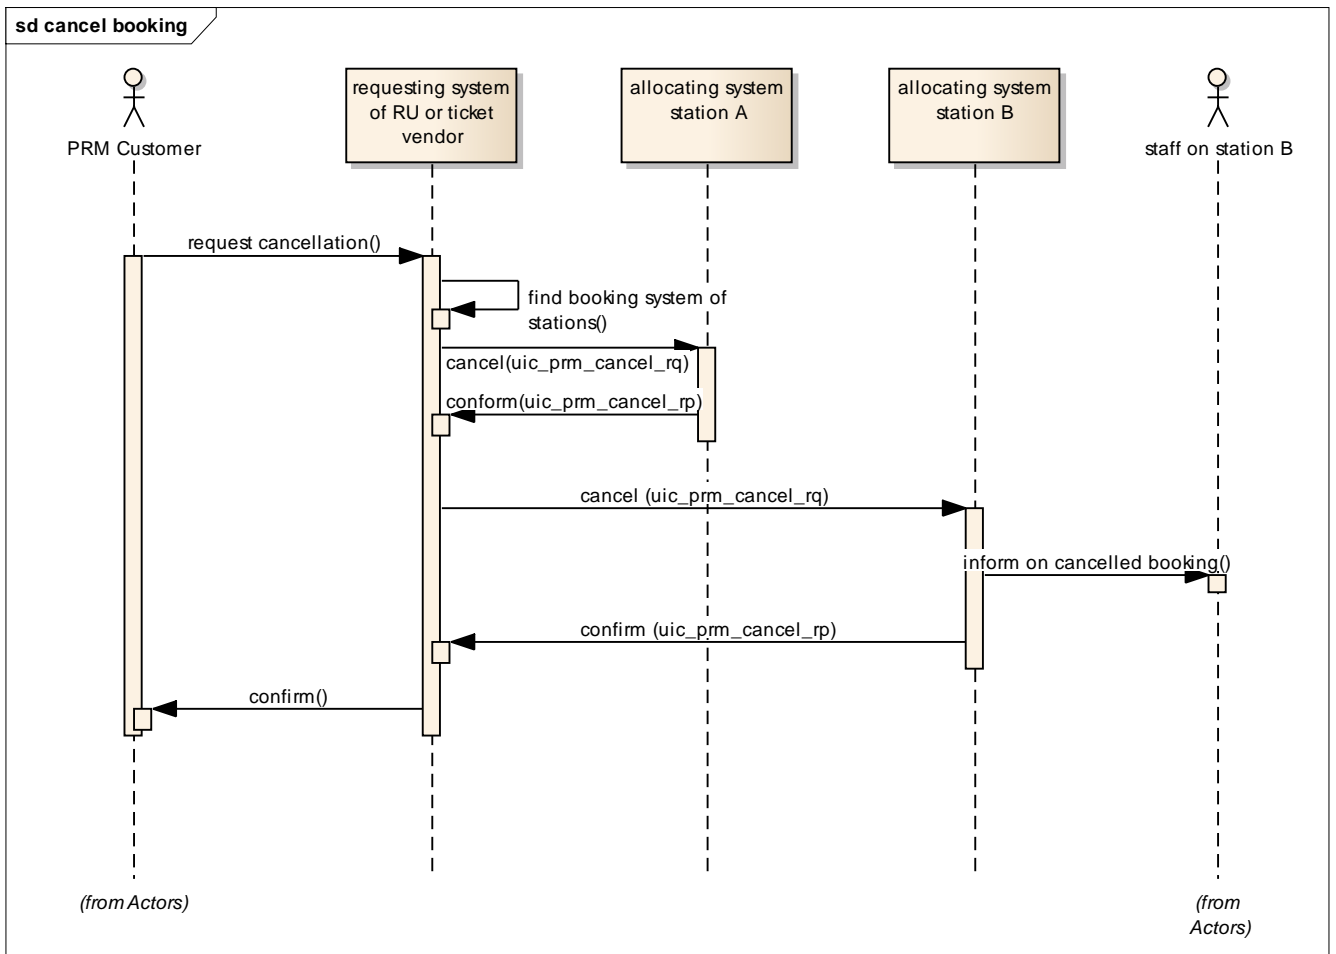 sd cancel booking
PRM Customer
requesting system
of RU or ticket
vendor
allocating system
station A
allocating system
station B
staff on station B
request cancellation()
find booking system of
stations()
cancel(uic_prm_cancel_rq)
conform(uic_prm_cancel_rp)
cancel (uic_prm_cancel_rq)
inform on cancelled booking()
confirm (uic_prm_cancel_rp)
confirm()
(from Actors)
(from
Actors)